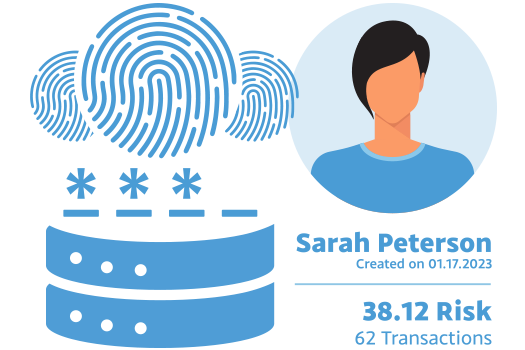 * * *
Sarah Peterson
Created on 01.17.2023
38.12 Risk
62 Transactions